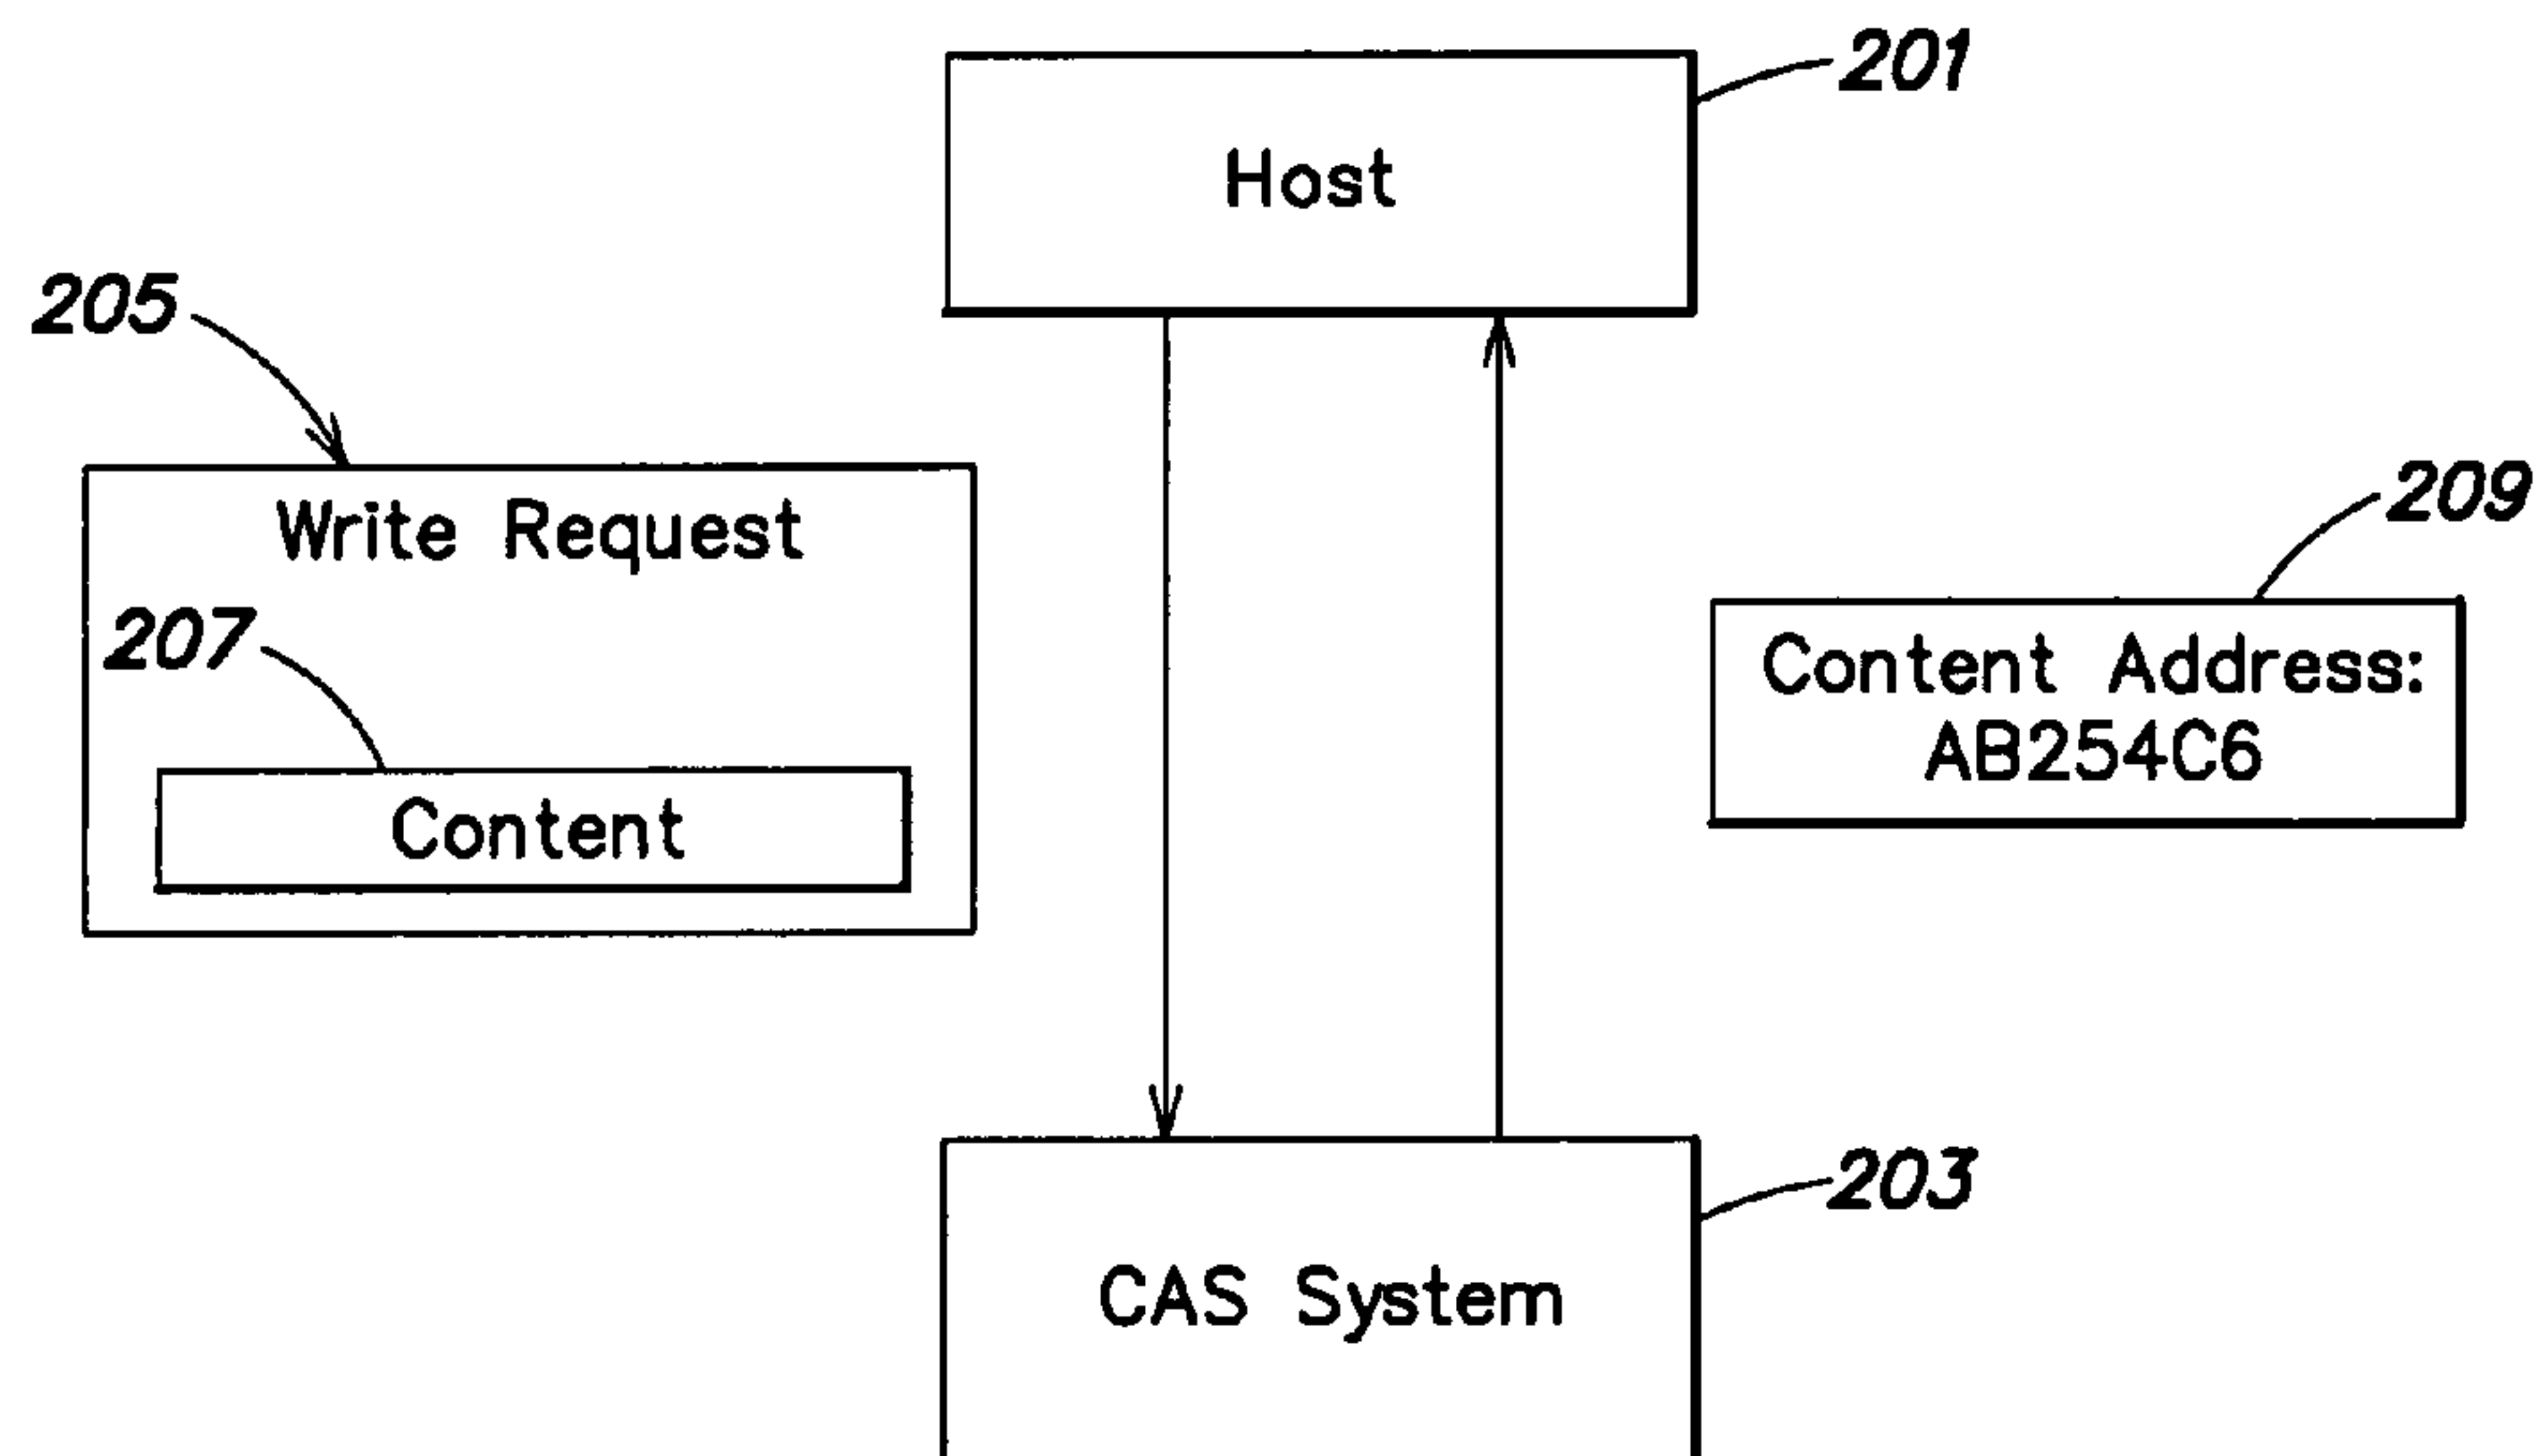 201
Host
205
Write Request
209
207
Content Address:
AB254C6
Content
203
CAS System